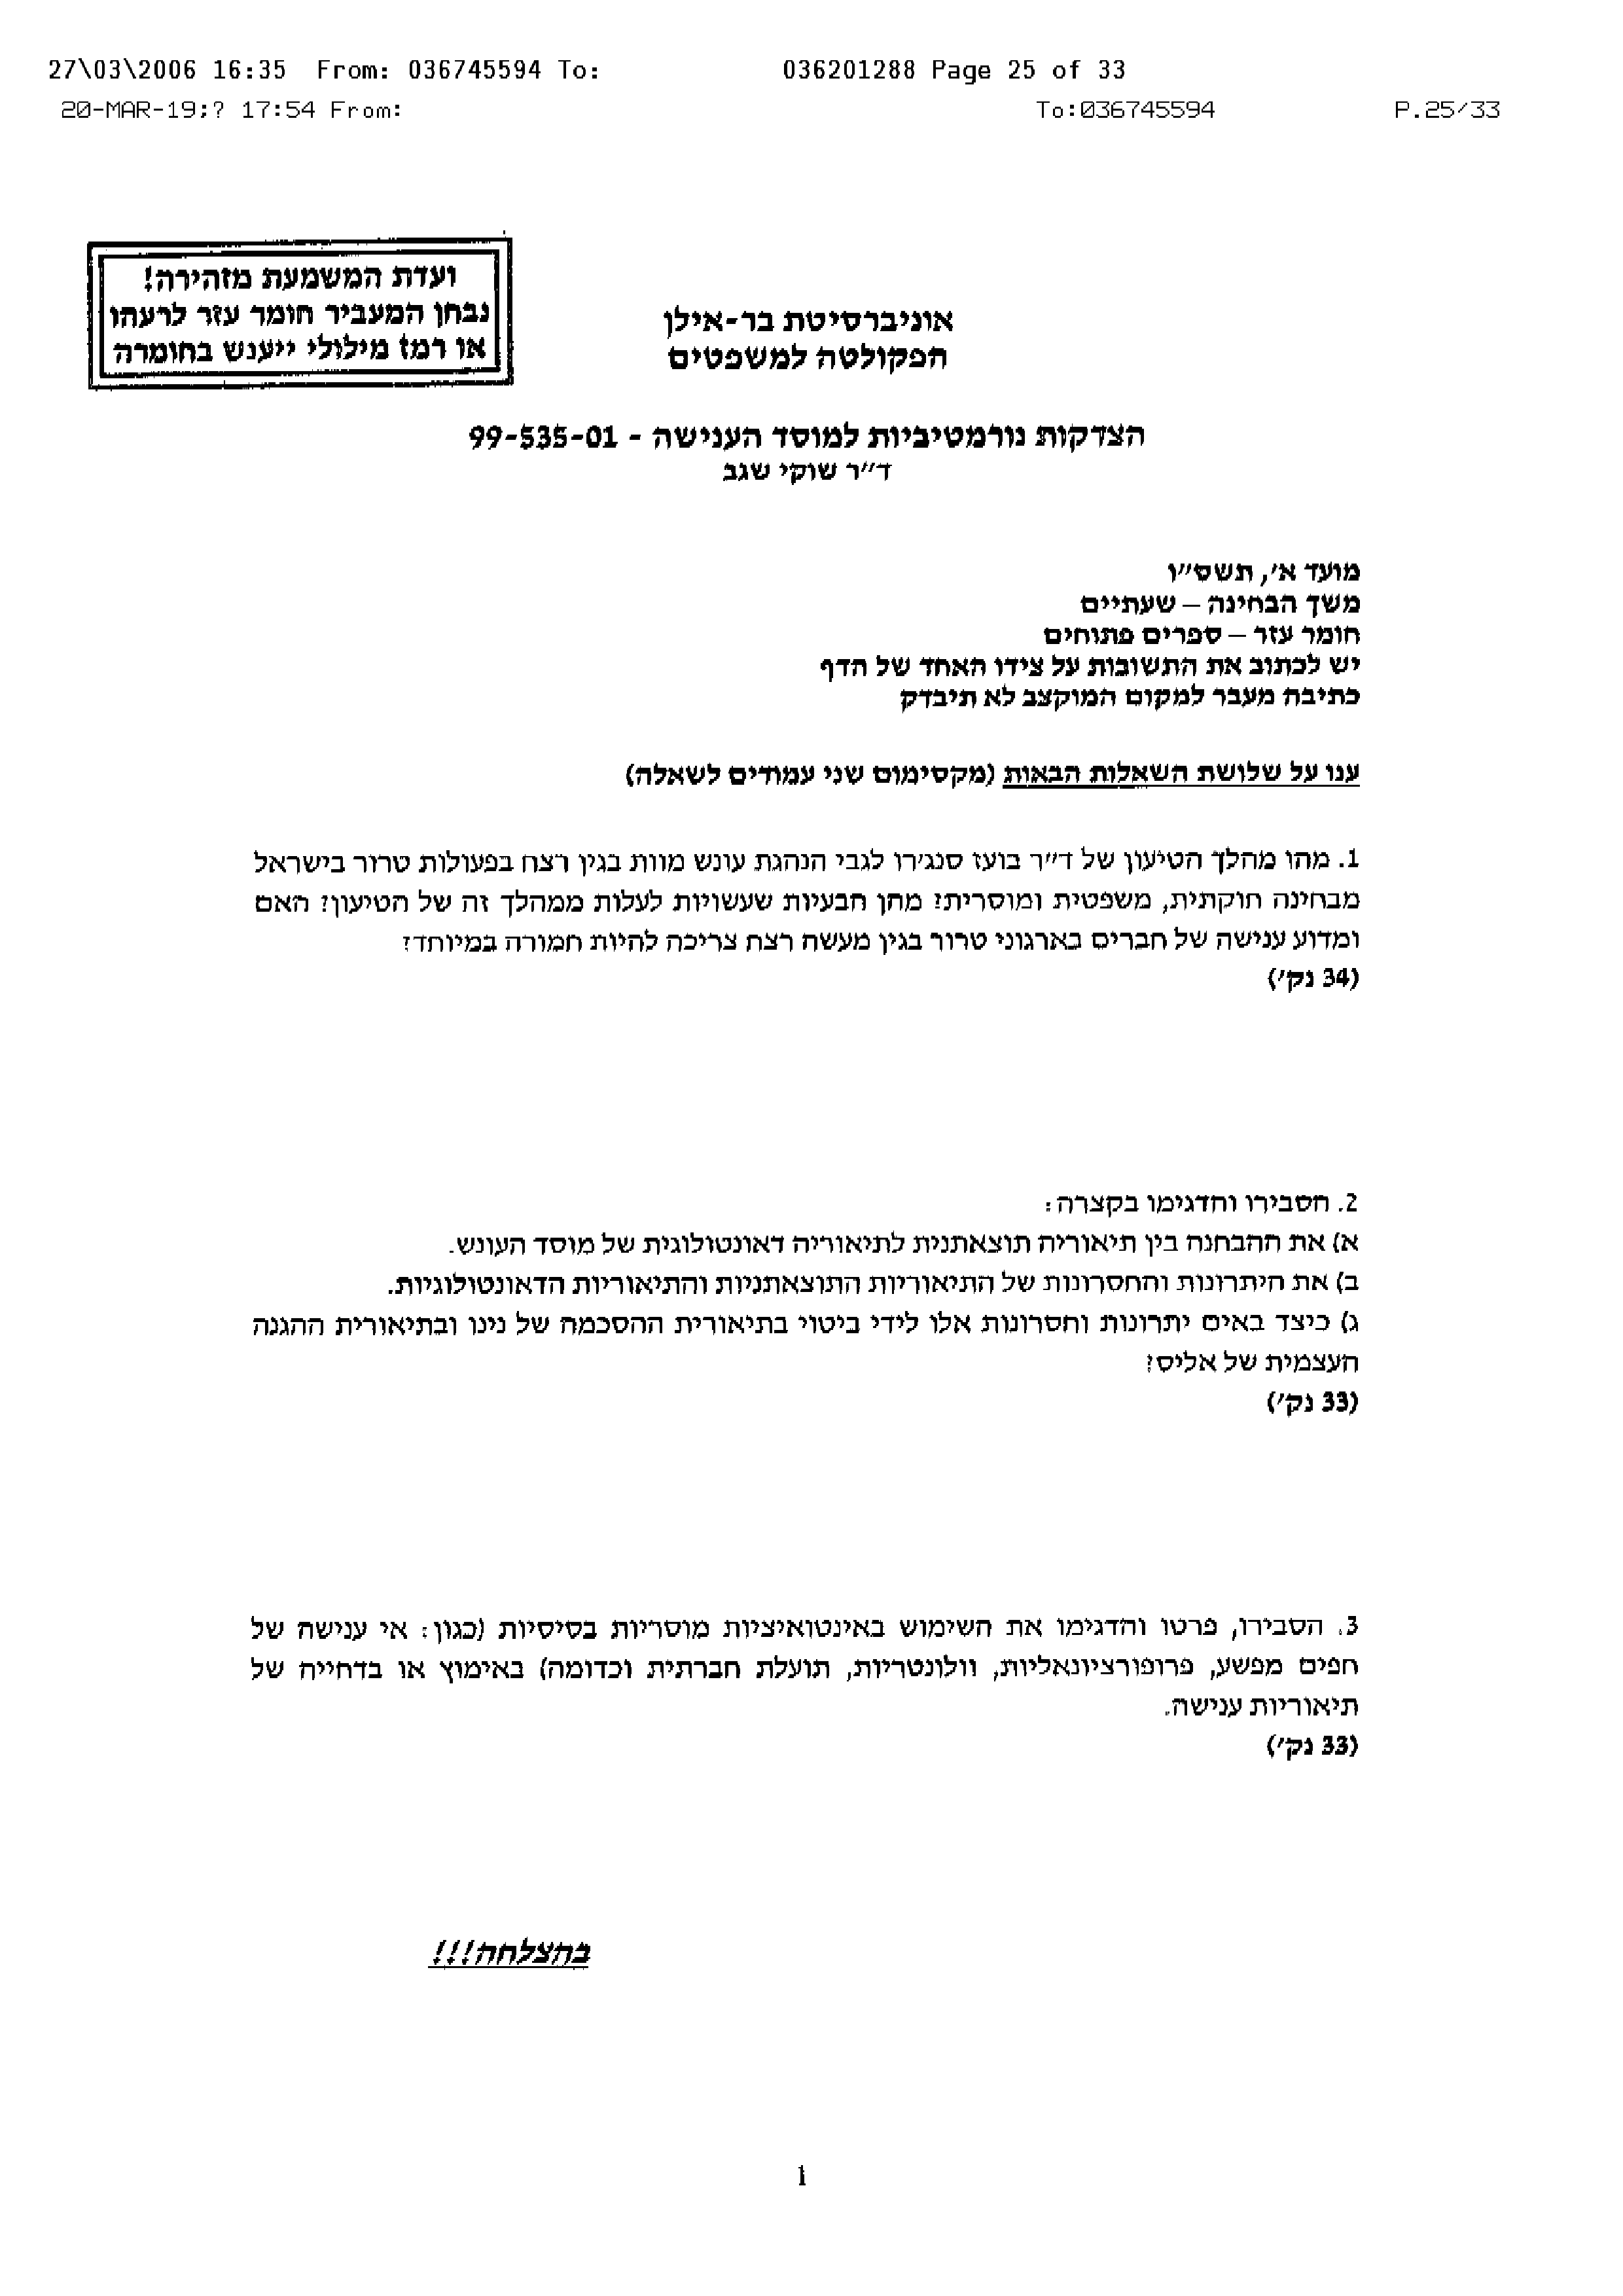 27\03\2006 16:35 From: 036745594 To: 036201288 Page 25 of 33
20-MAR-19;? 17:54 From: To:036745594 P.25/33
ועדת המשמעת מזהירה!
נבחן המעביר חומר עזר לרעהו
או רמז מילולי ייענש בחומרה
אוניברסיטת בר-אילן
הפקולטה למשפטים
הצדקות נורמטיביות למוסד הענישה - 99-535-01
ד״ר שוקי שגב
מועד א׳, תשס״ו
משך הבחינה – שעתיים
חומר עזר – ספרים פתוחים
יש לכתוב את התשובות על צידו האחד של הדף
כתיבה מעבר למקום המוקצב לא תיבדק
ענו על שלושת השאלות הבאות (מקסימום שני עמודים לשאלה)
1. מהו מהלך הטיעון של ד״ר בועז סנג׳רו לגבי הנהגת עונש מוות בגין רצח בפעולות טרור בישראל
מבחינה חוקתית, משפטית ומוסרית? מהן הבעיות שעשויות לעלות ממהלך זה של הטיעון? האם
ומדוע ענישה של חברים בארגוני טרור בגין מעשה רצח צריכה להיות חמורה במיוחד?
(34 נק׳)
2. הסבירו והדגימו בקצרה:
א) את ההבחנה בין תיאוריה תוצאתנית לתיאוריה דאונטולוגית של מוסד העונש.
ב) את היתרונות והחסרונות של התיאוריות התוצאתניות והתיאוריות הדאונטולוגיות.
ג) כיצד באים יתרונות וחסרונות אלו לידי ביטוי בתיאורית ההסכמה של נינו ובתיאורית ההגנה
העצמית של אליס?
(33 נק׳)
3. הסבירו, פרטו והדגימו את השימוש באינטואיציות מוסריות בסיסיות (כגון: אי ענישה של
חפים מפשע, פרופורציונאליות, וולונטריות, תועלת חברתית וכדומה) באימוץ או בדחייה של
תיאוריות ענישה.
(33 נק׳)
בהצלחה!!!
1